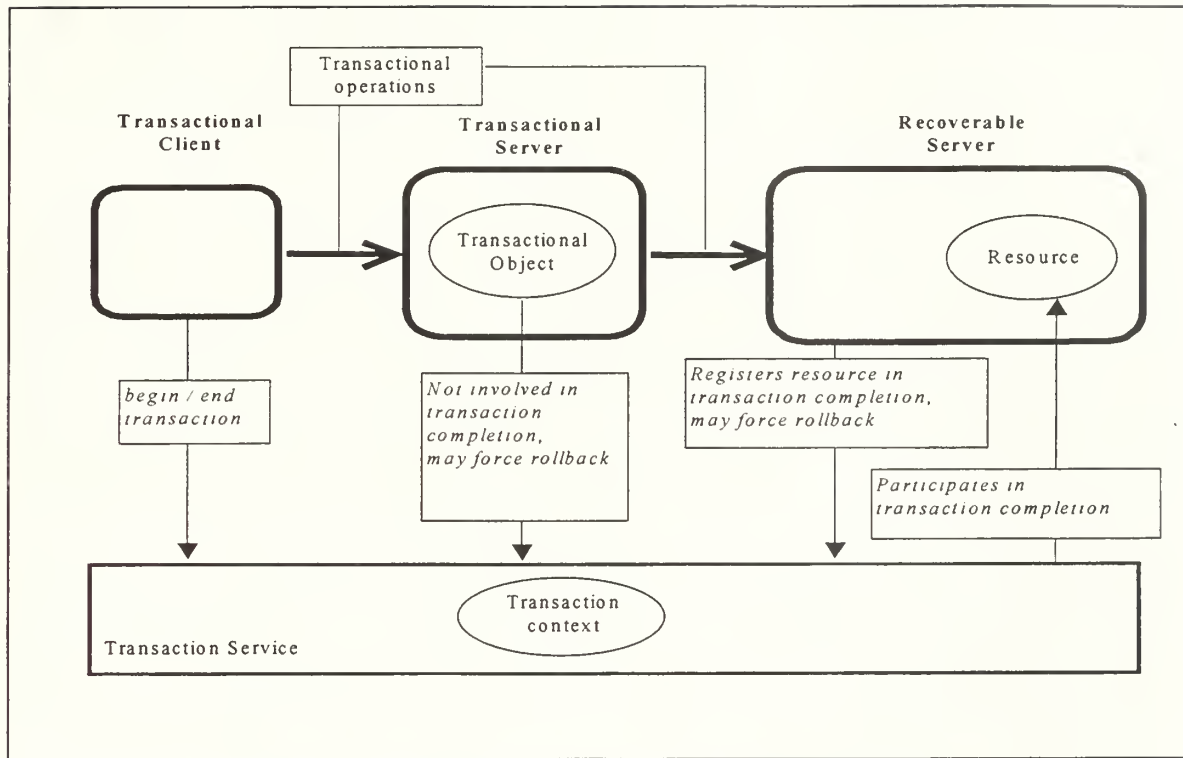 Transactional
operations
Transactional
Client
Transactional
Server
Recoverable
Server
Transactional
Object
Resource
begin / end
transaction
Not involved in
transaction
completion,
may force rollback
Registers resource in
transaction completion,
may force rollback
Participates in
transaction completion
Transaction
context
Transaction Service